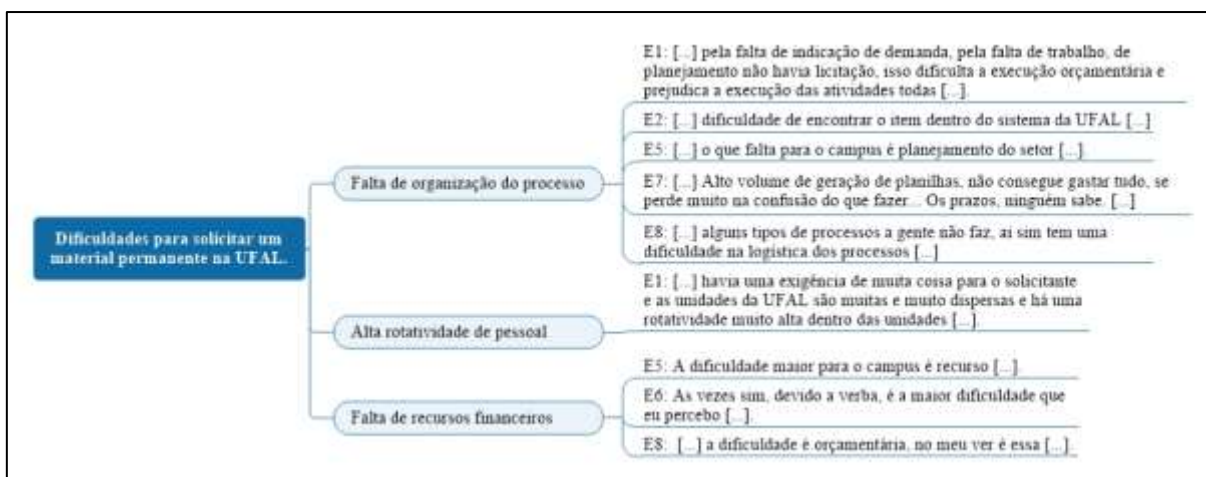 Dificuldades para solicitar um
material permanente na UFAL.
Falta de organização do processo
E1: [...] pela falta de indicação de demanda, pela falta de trabalho, de
planejamento não havia licitação, isso dificulta a execução orçamentária e
prejudica a execução das atividades todas [...].
E2: [...] dificuldade de encontrar o item dentro do sistema da UFAL [...]
E5: [...] o que falta para o campus é planejamento do setor [...]
E7: [...] Alto volume de geração de planilhas, não consegue gastar tudo, se
perde muito na confusão do que fazer... Os prazos, ninguém sabe. [...]
E8: [...] alguns tipos de processos a gente não faz, aí sim tem uma
dificuldade na logística dos processos [...]
Alta rotatividade de pessoal
E1: [...] havia uma exigência de muita coisa para o solicitante
e as unidades da UFAL são muitas e muito dispersas e há uma
rotatividade muito alta dentro das unidades [...].
Falta de recursos financeiros
E5: A dificuldade maior para o campus é recurso [...].
E6: As vezes sim, devido a verba, é a maior dificuldade que
eu percebo [...].
E8: [...] a dificuldade é orçamentária, no meu ver é essa [...].